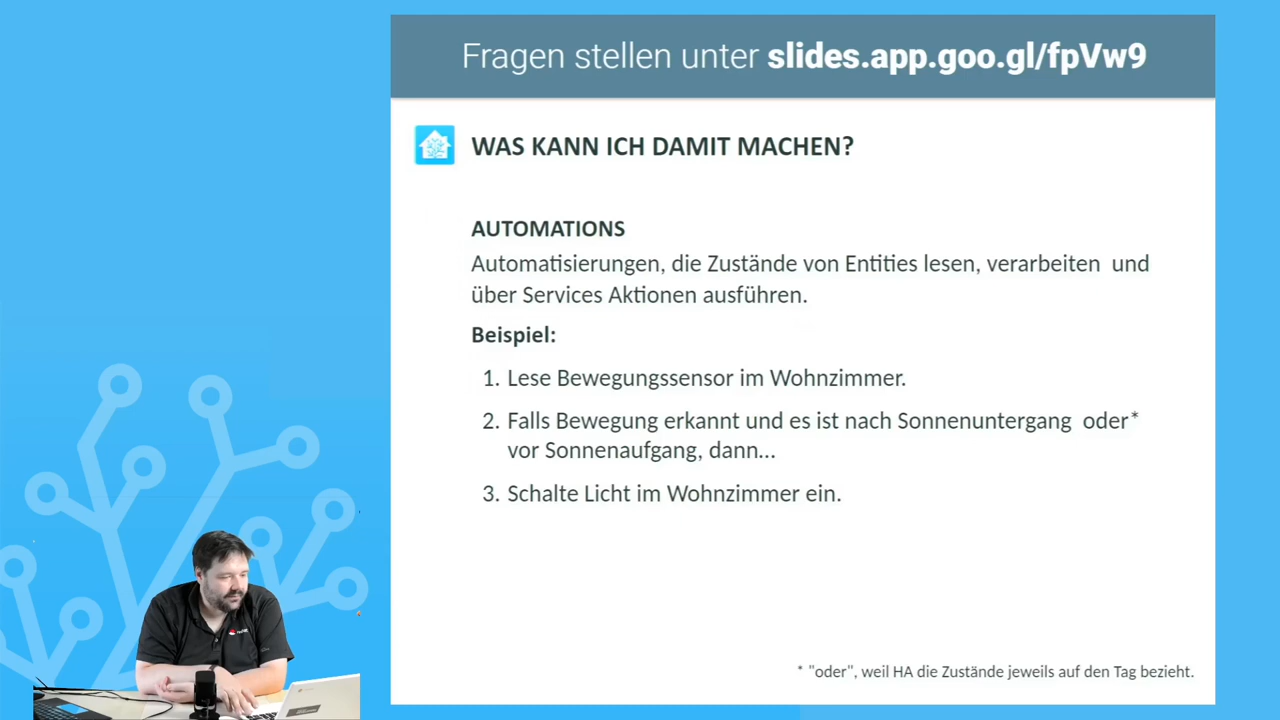 Fragen stellen unter slides.app.goo.gl/fpVw9
WAS KANN ICH DAMIT MACHEN?
AUTOMATIONS
Automatisierungen, die Zustände von Entities lesen, verarbeiten und
über Services Aktionen ausführen.
Beispiel:
1. Lese Bewegungssensor im Wohnzimmer.
2. Falls Bewegung erkannt und es ist nach Sonnenuntergang oder*
vor Sonnenaufgang, dann...
3. Schalte Licht im Wohnzimmer ein.
* "oder", weil HA die Zustände jeweils auf den Tag bezieht.